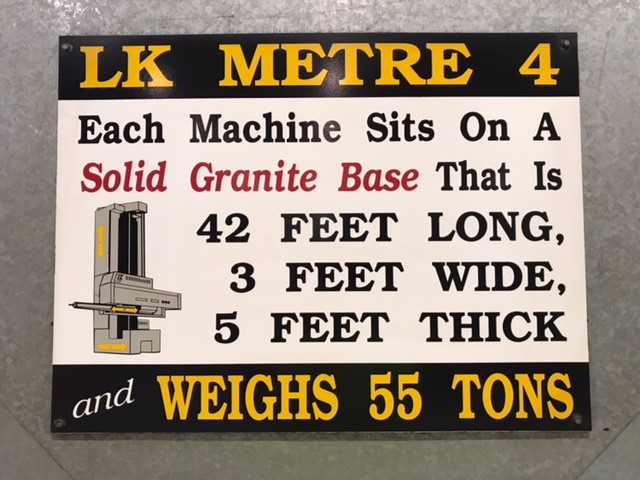 LK METRE 4
Each Machine Sits On A
Solid Granite Base That Is
42 FEET LONG,
3 FEET WIDE,
5 FEET THICK
and WEIGHS 55 TONS